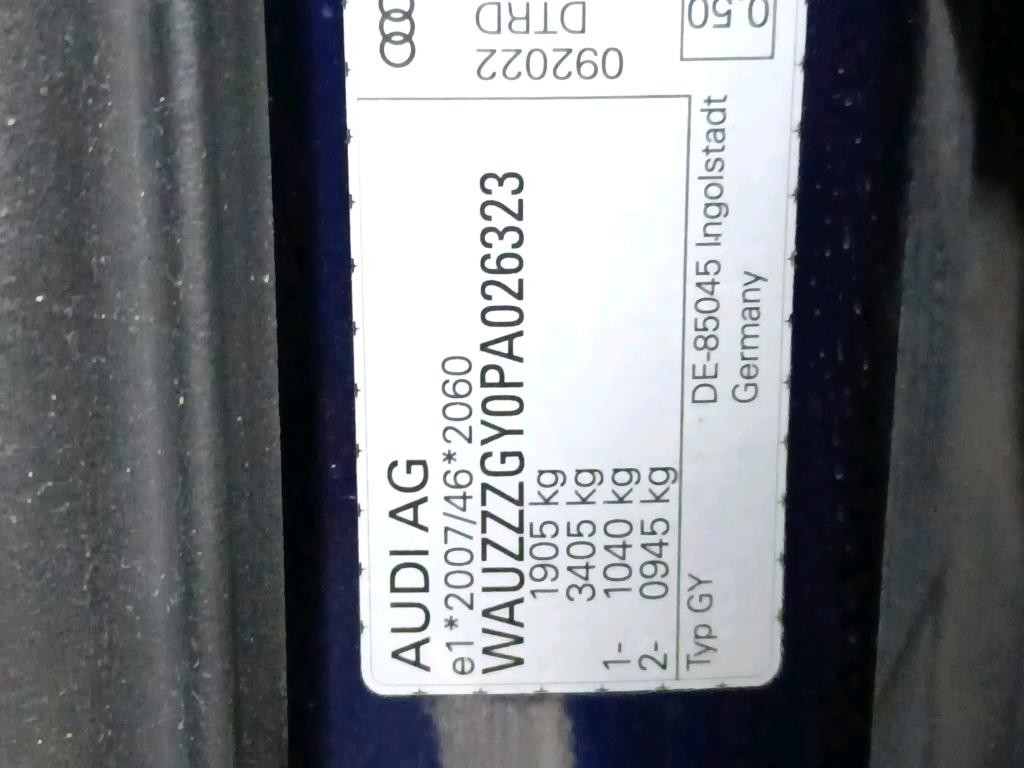 AUDI AG
e1*2007/46*2060
WAUZZZGY0PA026323
1905 kg
3405 kg
1- 1040 kg
2- 0945 kg
Typ GY
DE-85045 Ingolstadt
Germany
092022
DTRD
0,50